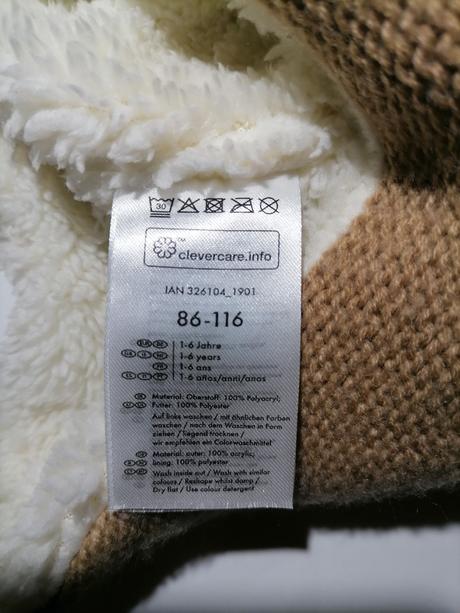 30
clevercare.info
IAN 326104_1901
86-116
1-6 Jahre
1-6 years
1-6 ans
1-6 años/anni/anos
Material: Oberstoff: 100% Polyacryl;
Futter: 100% Polyester
Auf links waschen / mit ähnlichen Farben
waschen / nach dem Waschen in Form
ziehen / liegend trocknen /
wir empfehlen ein Colorwaschmittel
Material: outer: 100% acrylic,
lining: 100% polyester
Wash inside out / Wash with similar
colours / Reshape whilst damp /
Dry flat / Use colour detergent